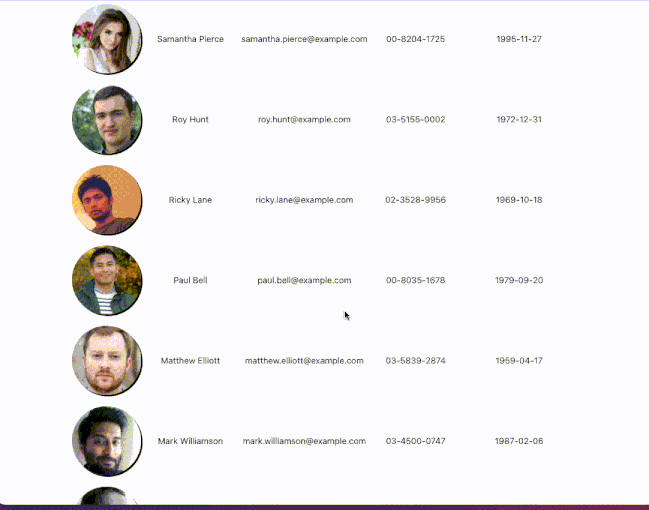 Samantha Pierce samantha.pierce@example.com 00-8204-1725 1995-11-27
Roy Hunt roy.hunt@example.com 03-5155-0002 1972-12-31
Ricky Lane ricky.lane@example.com 02-3528-9956 1969-10-18
Paul Bell paul.bell@example.com 00-8035-1678 1979-09-20
Matthew Elliott matthew.elliott@example.com 03-5839-2874 1959-04-17
Mark Williamson mark.williamson@example.com 03-4500-0747 1987-02-06